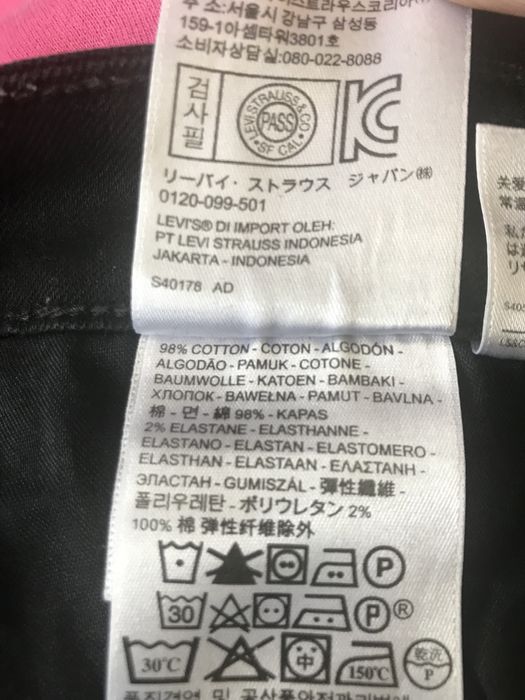 주 소:서울시 강남구 삼성동
159-1아셈타워3801호
소비자상담실:080-022-8088
검사필
LEVI STRAUSS & CO
PASS
SF CAL
リーバイ・ストラウス ジャパン㈱
0120-099-501
LEVI'S® DI IMPORT OLEH:
PT LEVI STRAUSS INDONESIA
JAKARTA - INDONESIA
S40178 AD
98% COTTON - COTON - ALGODÓN -
ALGODÃO - PAMUK - COTONE -
BAUMWOLLE - KATOEN - BAMBAKI -
ХЛОПОК - BAWEŁNA - PAMUT - BAVLNA -
棉 - 면 - 綿 98% - KAPAS
2% ELASTANE - ELASTHANNE -
ELASTANO - ELASTAN - ELASTOMERO -
ELASTHAN - ELASTAAN - ΕΛΑΣΤΑΝΗ -
ЭЛАСТАН - GUMISZÁL - 弾性繊維 -
폴리우레탄 - ポリウレタン 2%
100% 棉 弹性纤维除外
P
30 P®
30℃ 中 150℃ 乾洗 P